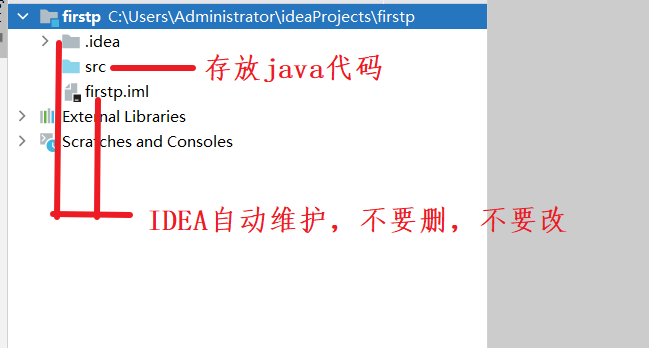 firstp C:\Users\Administrator\ideaProjects\firstp
.idea
src 存放java代码
firstp.iml
External Libraries
Scratches and Consoles
IDEA自动维护，不要删，不要改